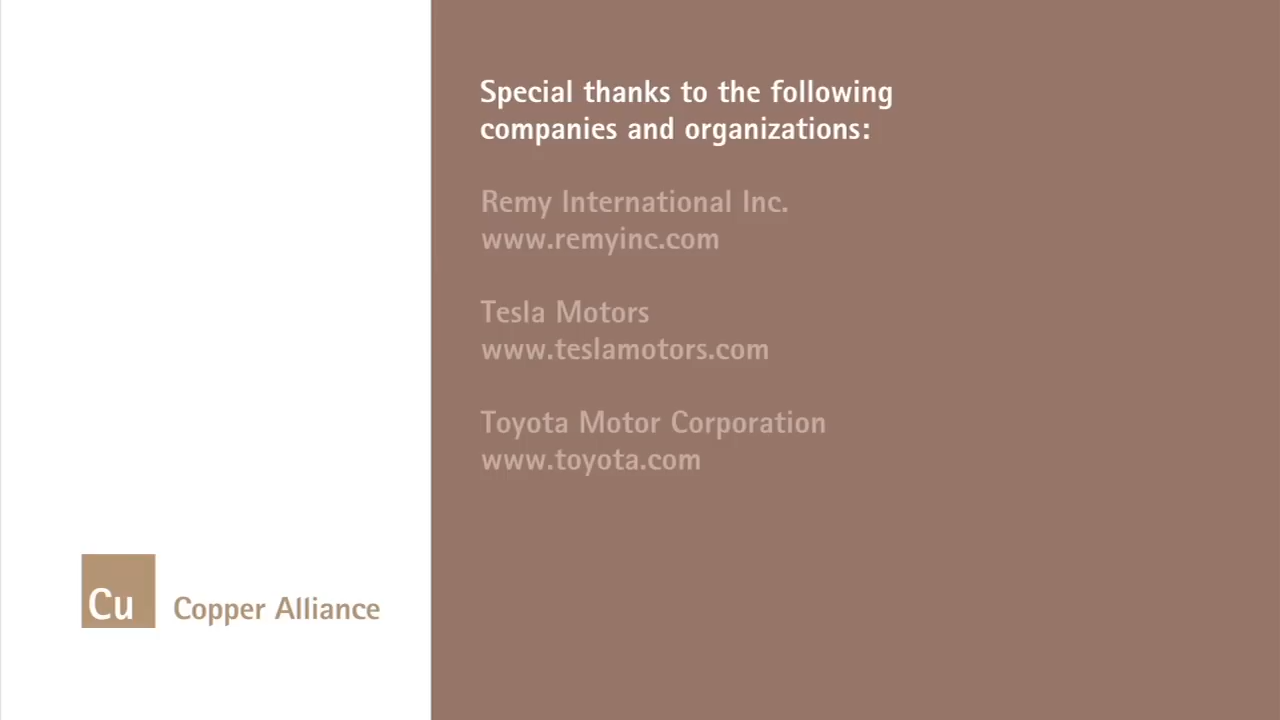 Special thanks to the following
companies and organizations:
Remy International Inc.
www.remyinc.com
Tesla Motors
www.teslamotors.com
Toyota Motor Corporation
www.toyota.com
Cu
Copper Alliance